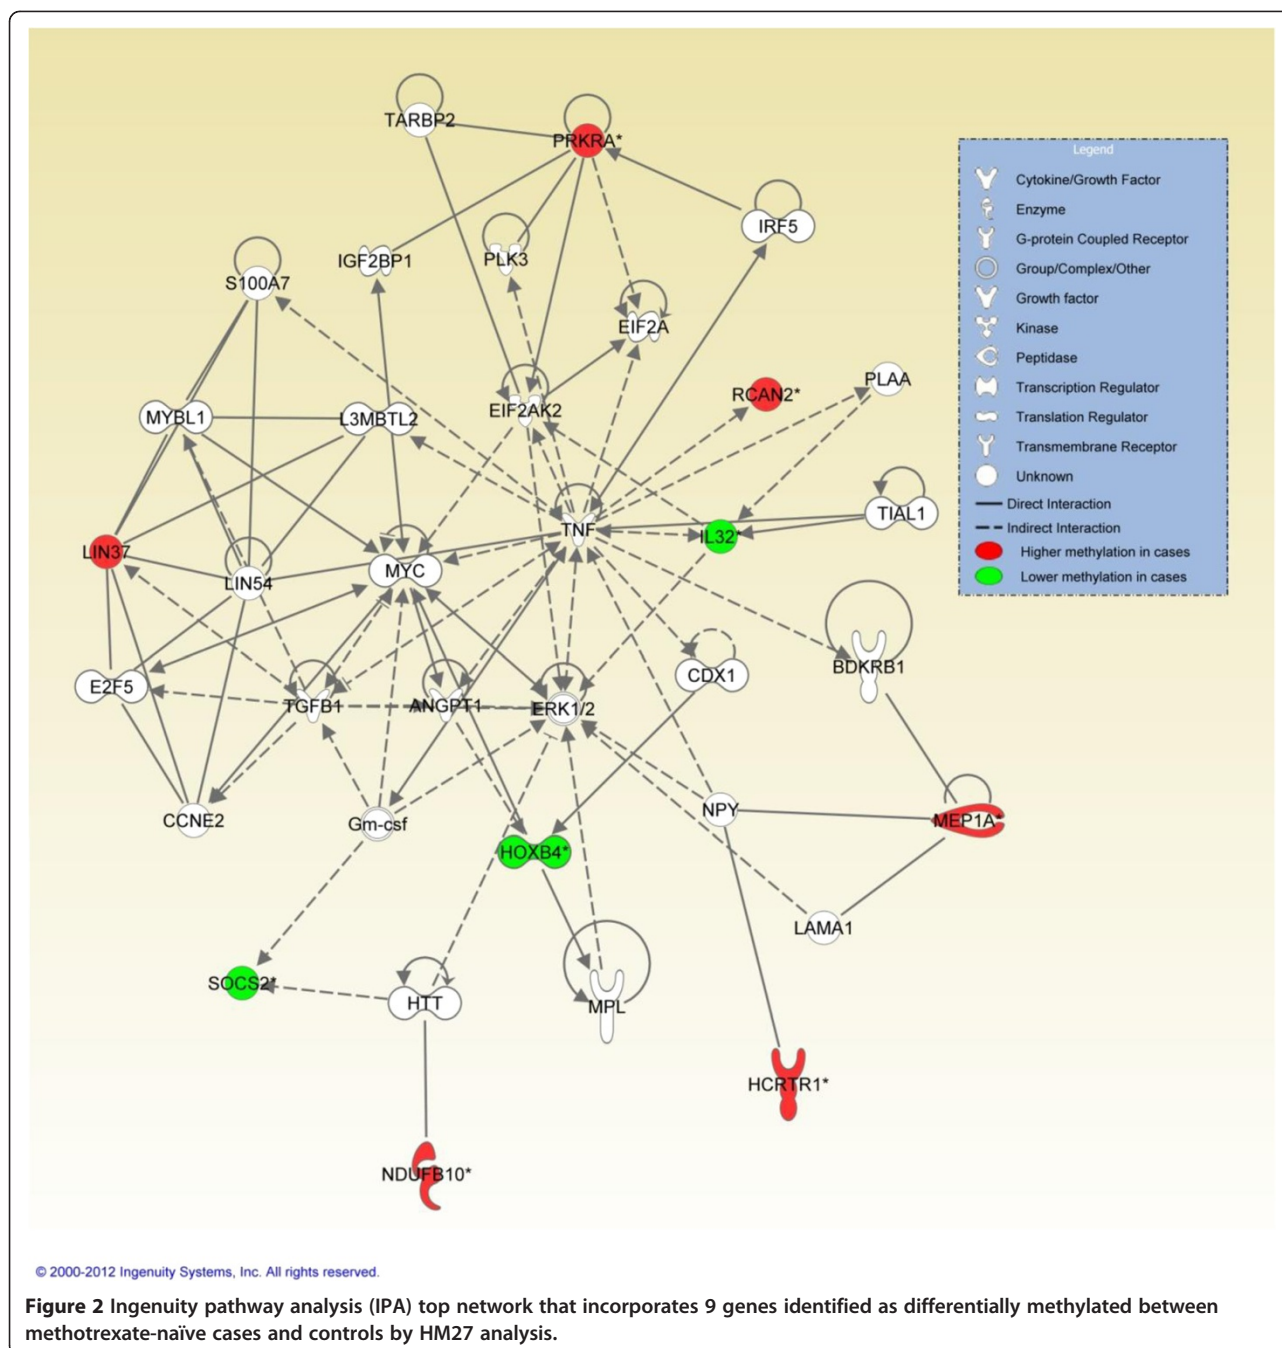 TARBP2
PRKRA*
IRF5
IGF2BP1
PLK3
S100A7
EIF2A
PLAA
RCAN2*
MYBL1
L3MBTL2
EIF2AK2
TIAL1
TNF
IL32*
LIN37
LIN54
MYC
BDKRB1
CDX1
E2F5
TGFB1
ANGPT1
ERK1/2
CCNE2
Gm-csf
NPY
MEP1A*
HOXB4*
LAMA1
SOCS2*
HTT
MPL
HCRTR1*
NDUFB10*
Legend
Cytokine/Growth Factor
Enzyme
G-protein Coupled Receptor
Group/Complex/Other
Growth factor
Kinase
Peptidase
Transcription Regulator
Translation Regulator
Transmembrane Receptor
Unknown
Direct Interaction
Indirect Interaction
Higher methylation in cases
Lower methylation in cases
© 2000-2012 Ingenuity Systems, Inc. All rights reserved.
Figure 2 Ingenuity pathway analysis (IPA) top network that incorporates 9 genes identified as differentially methylated between
methotrexate-naïve cases and controls by HM27 analysis.